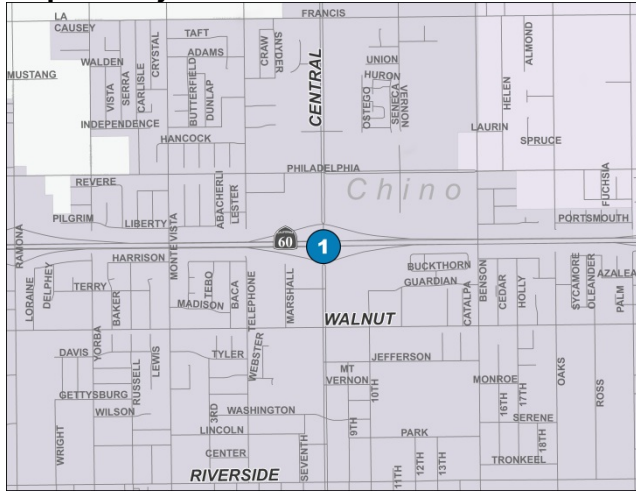 LA
CAUSEY
FRANCIS
TAFT
CRYSTAL
CRAW
SNYDER
ALMOND
ADAMS
CENTRAL
UNION
WALDEN
HURON
MUSTANG
VISTA
SERRA
CARLISLE
BUTTERFIELD
DUNLAP
OSTEGO
SENECA
VERNON
HELEN
INDEPENDENCE
LAURIN
HANCOCK
SPRUCE
PHILADELPHIA
REVERE
ABACHERLI
LESTER
Chino
FUCHSIA
PILGRIM
LIBERTY
MONTE VISTA
PORTSMOUTH
RAMONA
60
1
HARRISON
BUCKTHORN
LORAINE
DELPHEY
TERRY
BAKER
TEBO
BACA
TELEPHONE
MARSHALL
GUARDIAN
CATALPA
BENSON
CEDAR
HOLLY
SYCAMORE
OLEANDER
AZALEA
PALM
MADISON
WALNUT
DAVIS
YORBA
LEWIS
TYLER
WEBSTER
JEFFERSON
MT
VERNON
10TH
MONROE
OAKS
ROSS
GETTYSBURG
RUSSELL
WILSON
3RD
WASHINGTON
9TH
16TH
17TH
SERENE
WRIGHT
LINCOLN
PARK
18TH
CENTER
SEVENTH
11TH
12TH
13TH
TRONKEEL
RIVERSIDE